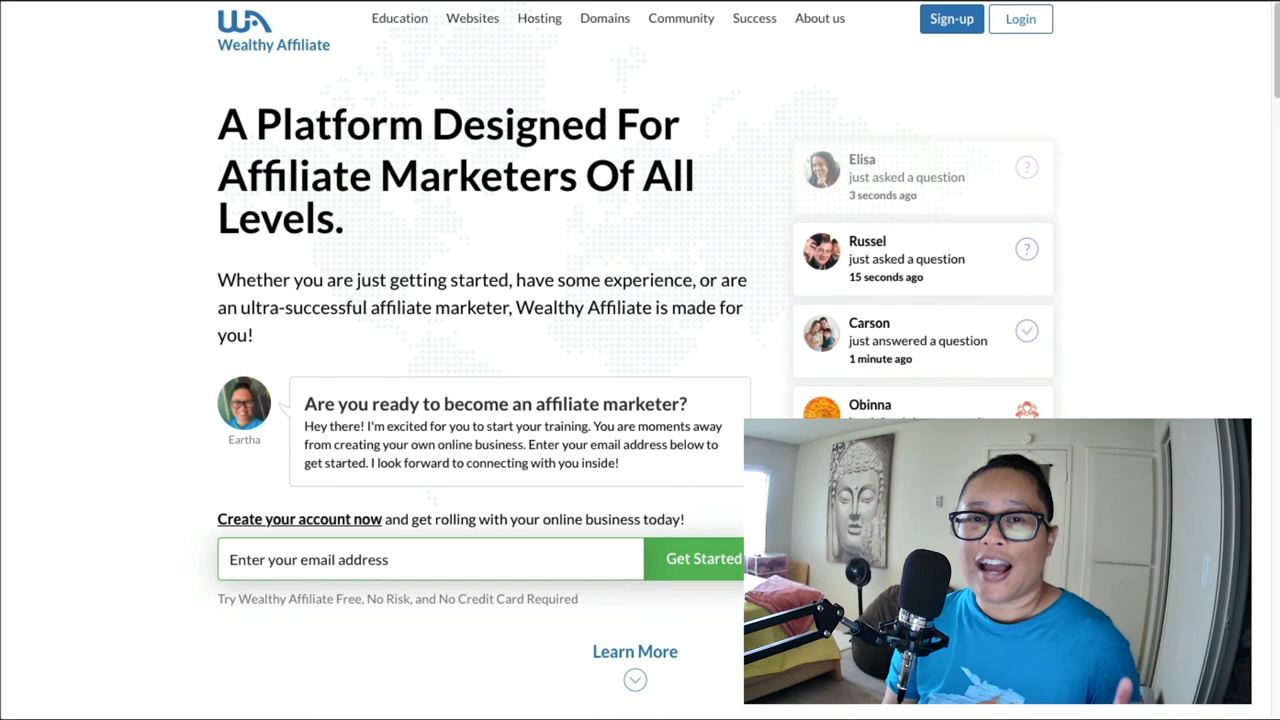 Wealthy Affiliate
Education Websites Hosting Domains Community Success About us
Sign-up Login
A Platform Designed For
Affiliate Marketers Of All
Levels.
Whether you are just getting started, have some experience, or are
an ultra-successful affiliate marketer, Wealthy Affiliate is made for
you!
Eartha
Are you ready to become an affiliate marketer?
Hey there! I'm excited for you to start your training. You are moments away
from creating your own online business. Enter your email address below to
get started. I look forward to connecting with you inside!
Create your account now and get rolling with your online business today!
Enter your email address
Get Started
Try Wealthy Affiliate Free, No Risk, and No Credit Card Required
Learn More
Elisa
just asked a question
3 seconds ago
Russel
just asked a question
15 seconds ago
Carson
just answered a question
1 minute ago
Obinna